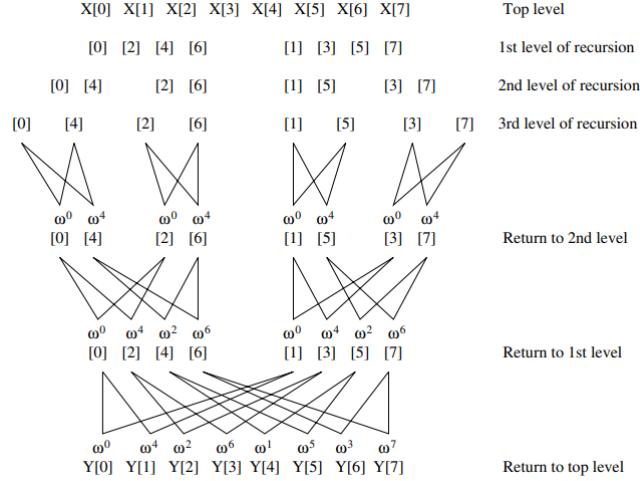 X[0] X[1] X[2] X[3] X[4] X[5] X[6] X[7] Top level
[0] [2] [4] [6] [1] [3] [5] [7] 1st level of recursion
[0] [4] [2] [6] [1] [5] [3] [7] 2nd level of recursion
[0] [4] [2] [6] [1] [5] [3] [7] 3rd level of recursion
ω⁰ ω⁴ ω⁰ ω⁴ ω⁰ ω⁴ ω⁰ ω⁴
[0] [4] [2] [6] [1] [5] [3] [7] Return to 2nd level
ω⁰ ω⁴ ω² ω⁶ ω⁰ ω⁴ ω² ω⁶
[0] [2] [4] [6] [1] [3] [5] [7] Return to 1st level
ω⁰ ω⁴ ω² ω⁶ ω¹ ω⁵ ω³ ω⁷
Y[0] Y[1] Y[2] Y[3] Y[4] Y[5] Y[6] Y[7] Return to top level